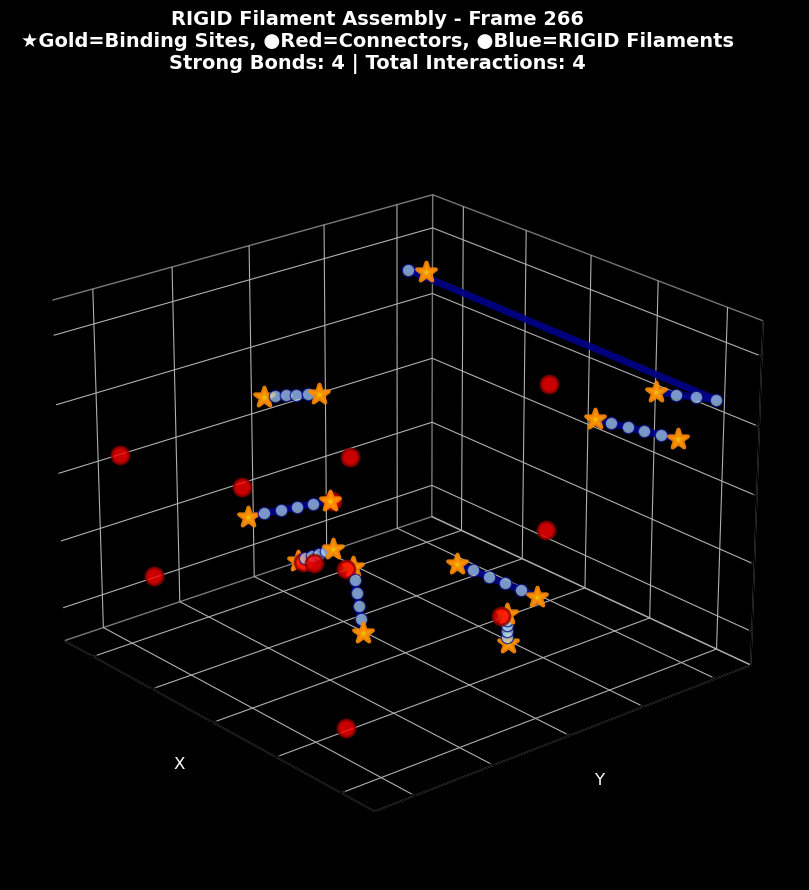 RIGID Filament Assembly - Frame 266
★Gold=Binding Sites, ●Red=Connectors, ●Blue=RIGID Filaments
Strong Bonds: 4 | Total Interactions: 4
X
Y